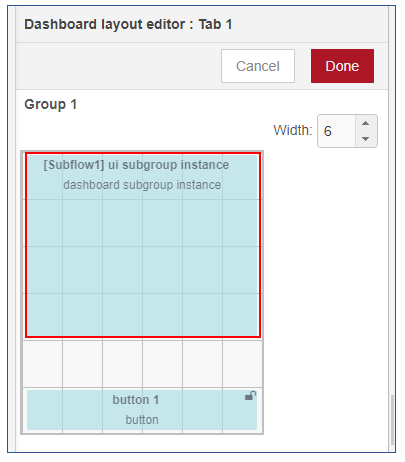 Dashboard layout editor : Tab 1
Cancel
Done
Group 1
Width: 6
[Subflow1] ui subgroup instance
dashboard subgroup instance
button 1
button